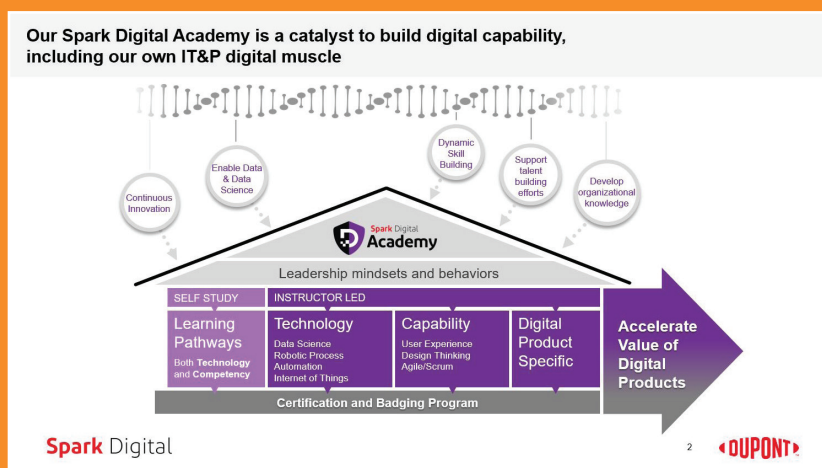 Our Spark Digital Academy is a catalyst to build digital capability,
including our own IT&P digital muscle
Continuous
Innovation
Enable Data
& Data
Science
Dynamic
Skill
Building
Support
talent
building
efforts
Develop
organizational
knowledge
Spark Digital
Academy
Leadership mindsets and behaviors
SELF STUDY
INSTRUCTOR LED
Learning
Pathways
Both Technology
and Competency
Technology
Data Science
Robotic Process
Automation
Internet of Things
Capability
User Experience
Design Thinking
Agile/Scrum
Digital
Product
Specific
Accelerate
Value of
Digital
Products
Certification and Badging Program
Spark Digital
2
DUPONT